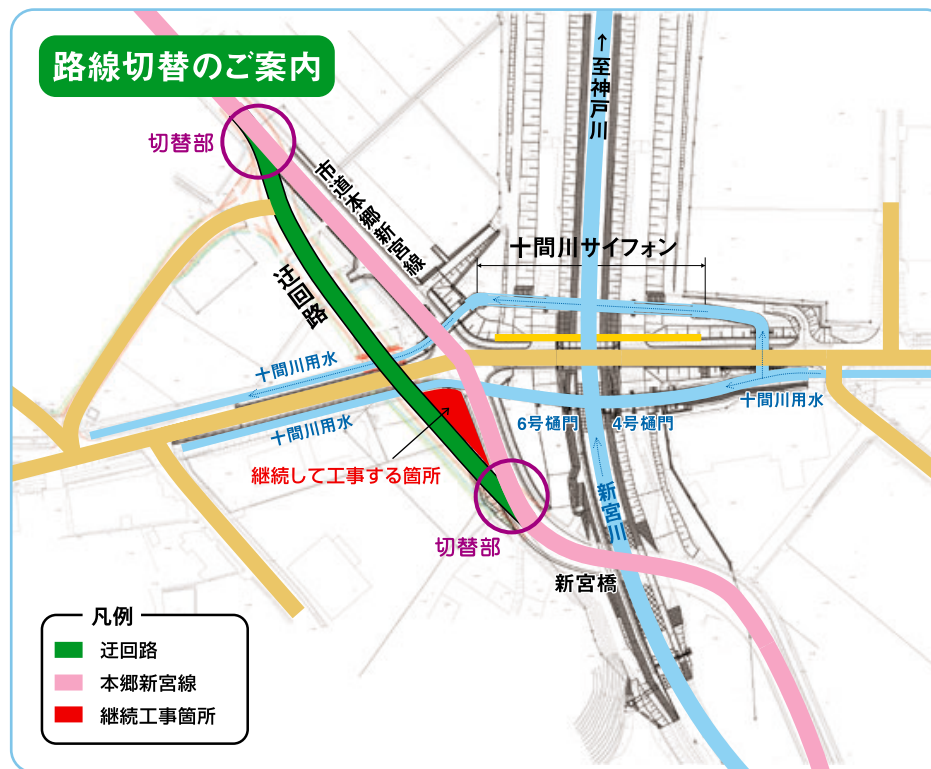 路線切替のご案内
↑至神戸川
切替部
市道本郷新宮線
十間川サイフォン
迂回路
十間川用水
十間川用水
十間川用水
6号樋門
4号樋門
継続して工事する箇所
新宮川
切替部
新宮橋
凡例
迂回路
本郷新宮線
継続工事箇所